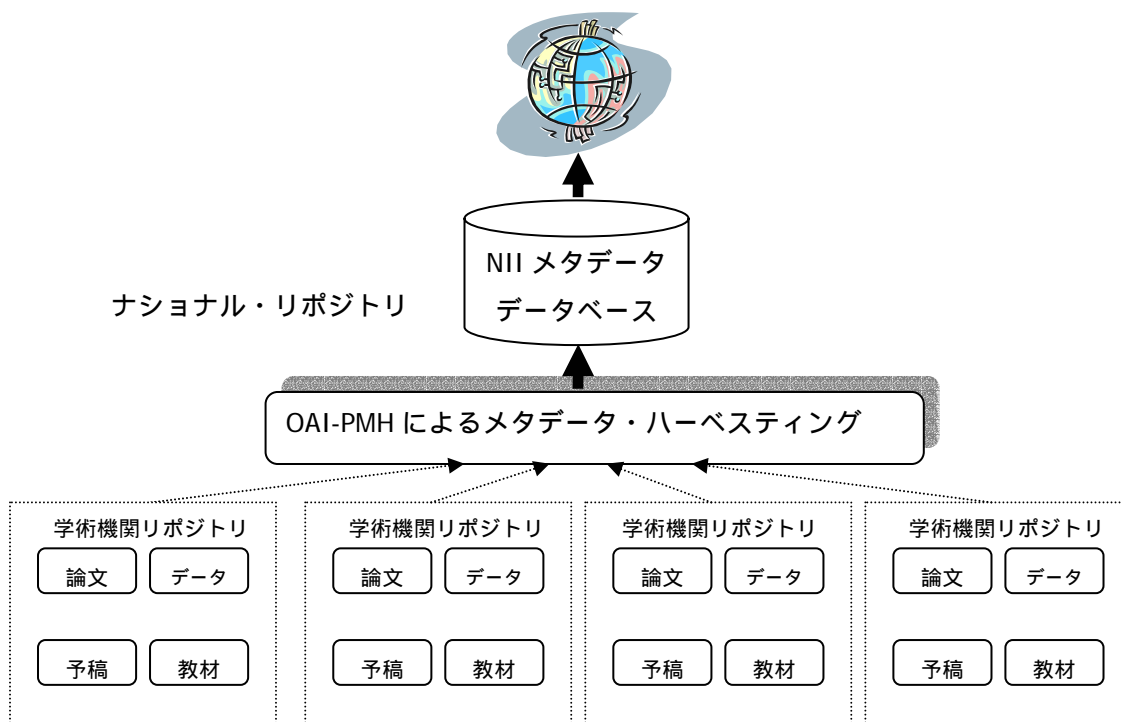 NII メタデータ
データベース
ナショナル・リポジトリ
OAI-PMH によるメタデータ・ハーベスティング
学術機関リポジトリ
論文
データ
予稿
教材
学術機関リポジトリ
論文
データ
予稿
教材
学術機関リポジトリ
論文
データ
予稿
教材
学術機関リポジトリ
論文
データ
予稿
教材